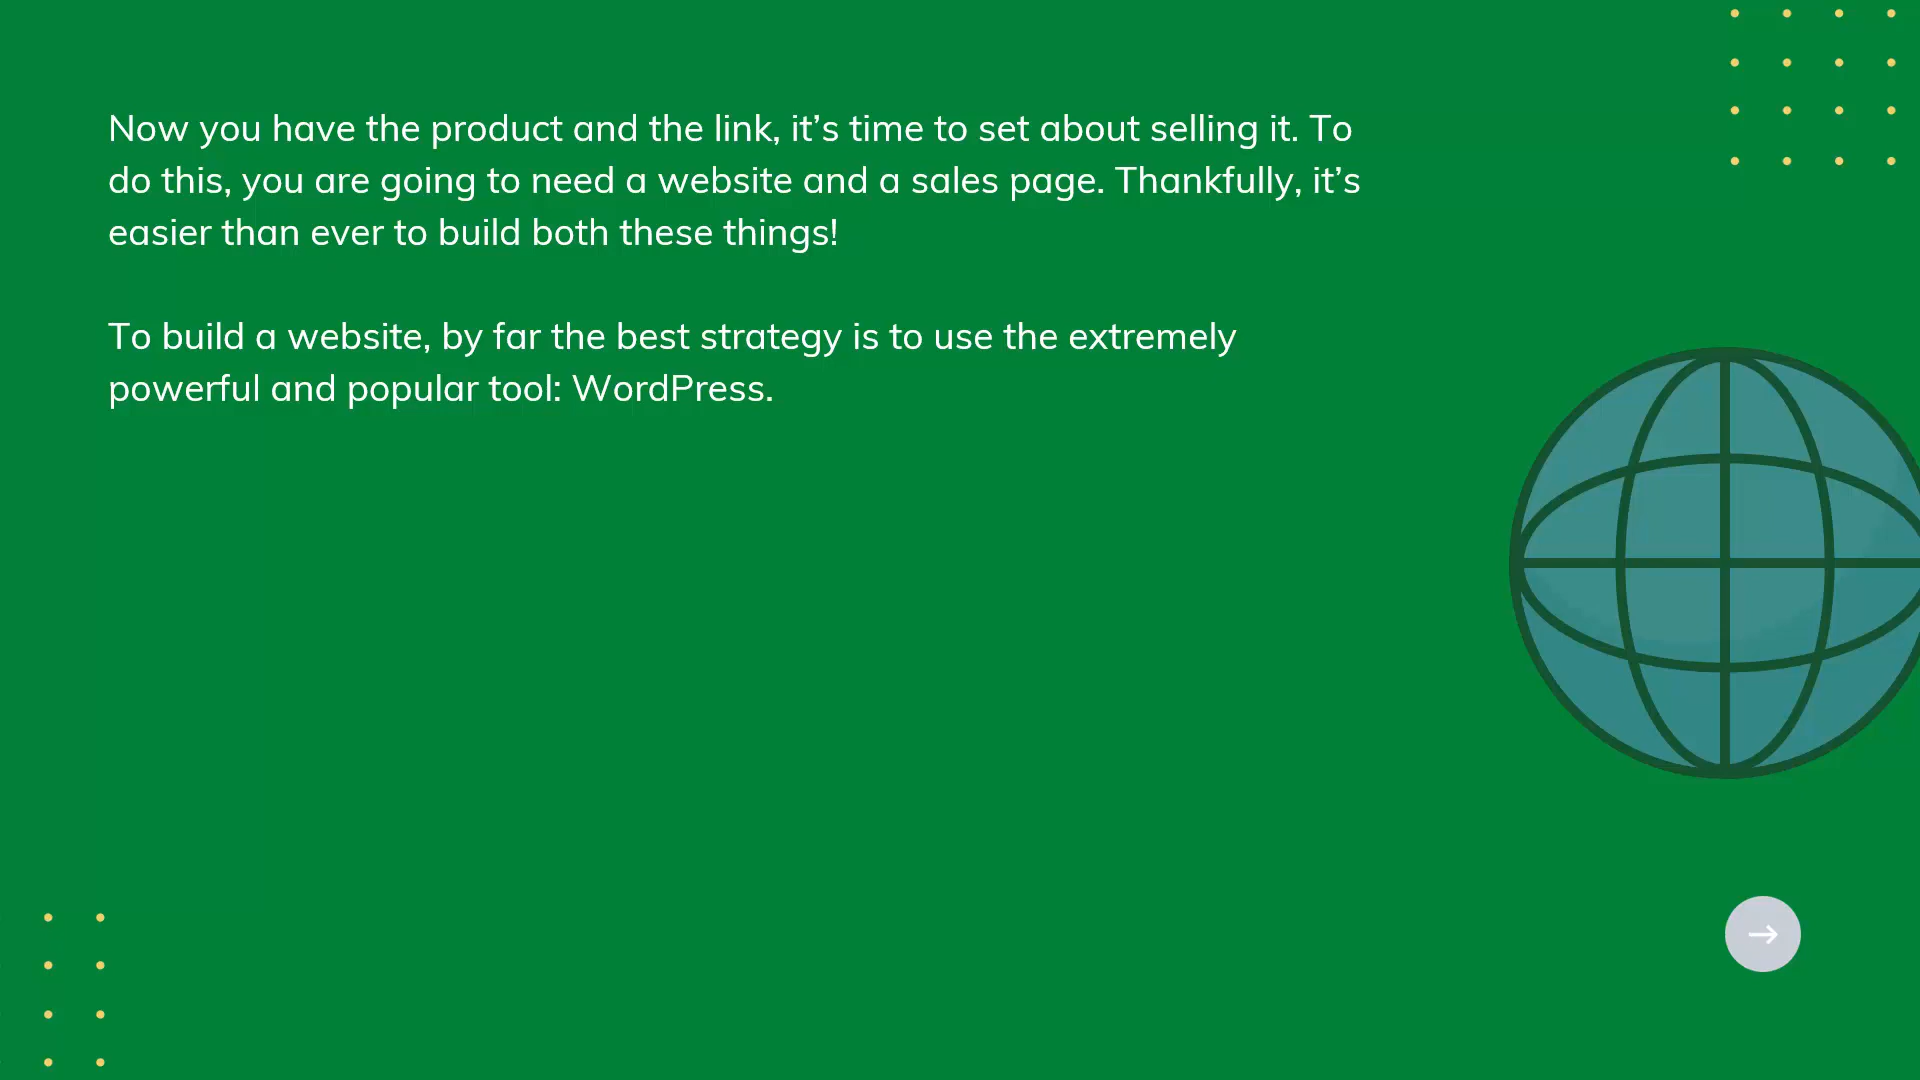 Now you have the product and the link, it’s time to set about selling it. To
do this, you are going to need a website and a sales page. Thankfully, it’s
easier than ever to build both these things!
To build a website, by far the best strategy is to use the extremely
powerful and popular tool: WordPress.